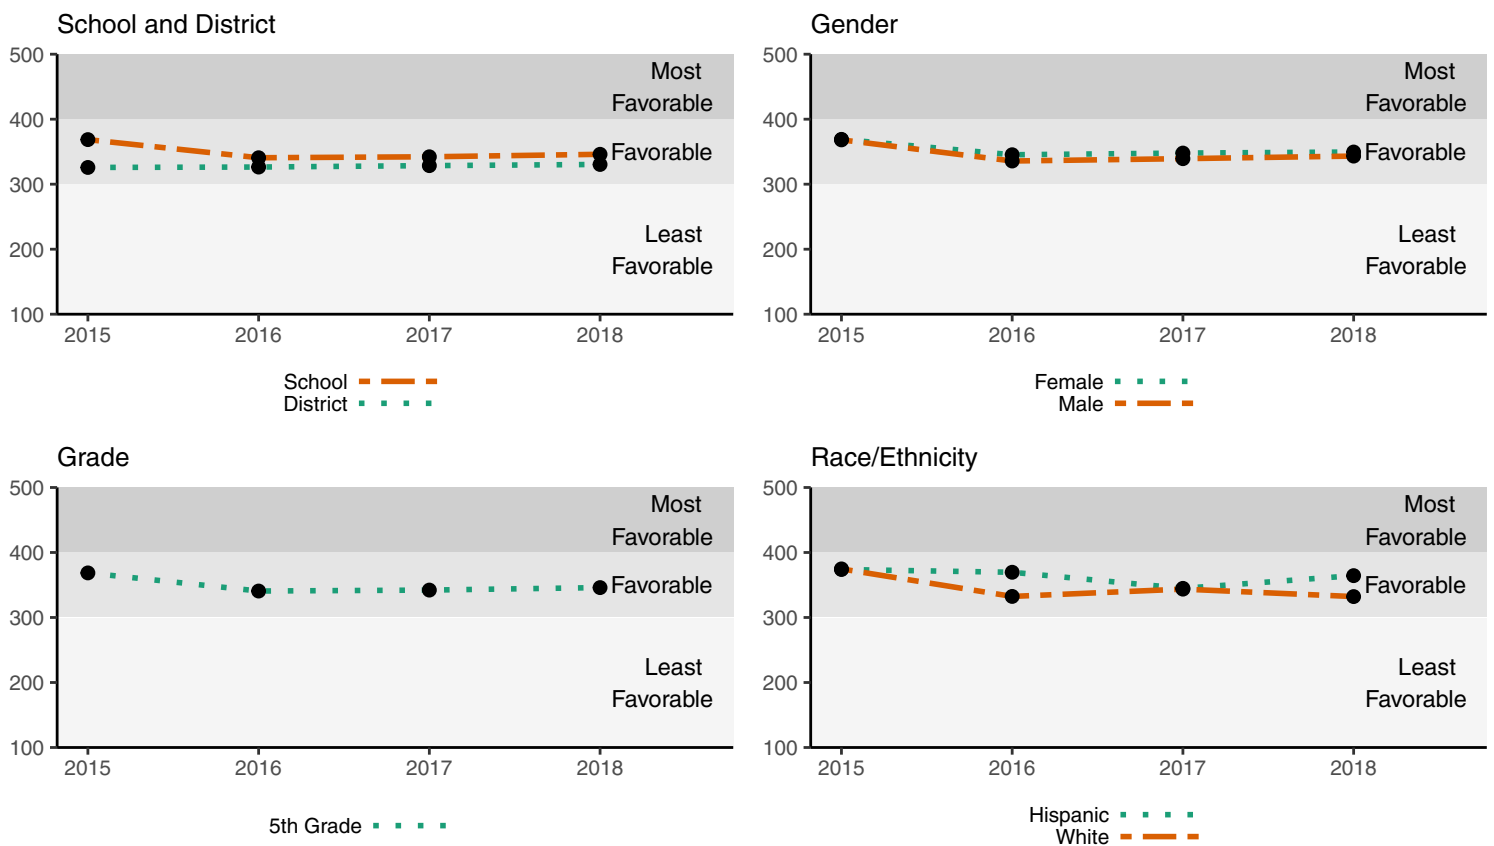 School and District
500
400
300
200
100
Most
Favorable
Favorable
Least
Favorable
2015 2016 2017 2018
School
District
Gender
500
400
300
200
100
Most
Favorable
Favorable
Least
Favorable
2015 2016 2017 2018
Female
Male
Grade
500
400
300
200
100
Most
Favorable
Favorable
Least
Favorable
2015 2016 2017 2018
5th Grade
Race/Ethnicity
500
400
300
200
100
Most
Favorable
Favorable
Least
Favorable
2015 2016 2017 2018
Hispanic
White